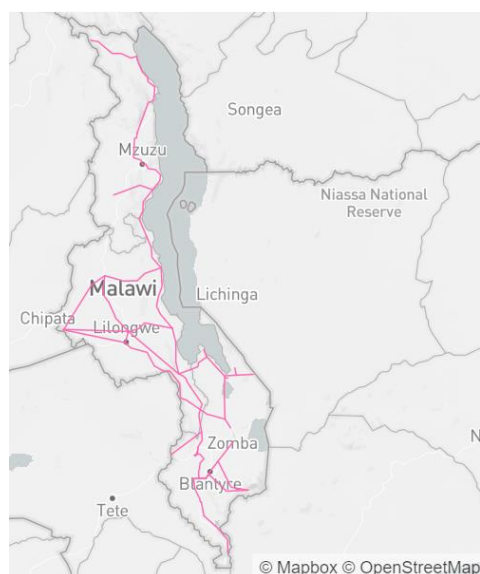 Songea
Mzuzu
Niassa National
Reserve
Malawi
Lichinga
Chipata
Lilongwe
Zomba
N
Blantyre
Tete
© Mapbox © OpenStreetMap